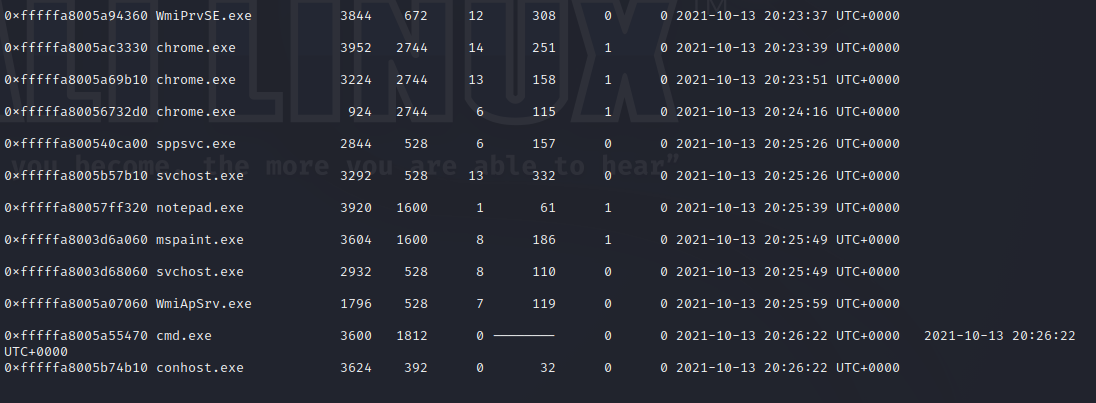 0×fffffa8005a94360 WmiPrvSE.exe 3844 672 12 308 0 0 2021-10-13 20:23:37 UTC+0000
0×fffffa8005ac3330 chrome.exe 3952 2744 14 251 1 0 2021-10-13 20:23:39 UTC+0000
0×fffffa8005a69b10 chrome.exe 3224 2744 13 158 1 0 2021-10-13 20:23:51 UTC+0000
0×fffffa80056732d0 chrome.exe 924 2744 6 115 1 0 2021-10-13 20:24:16 UTC+0000
0×fffffa800540ca00 sppsvc.exe 2844 528 6 157 0 0 2021-10-13 20:25:26 UTC+0000
you become, the more you are able to hear”
0×fffffa8005b57b10 svchost.exe 3292 528 13 332 0 0 2021-10-13 20:25:26 UTC+0000
0×fffffa80057ff320 notepad.exe 3920 1600 1 61 1 0 2021-10-13 20:25:39 UTC+0000
0×fffffa8003d6a060 mspaint.exe 3604 1600 8 186 1 0 2021-10-13 20:25:49 UTC+0000
0×fffffa8003d68060 svchost.exe 2932 528 8 110 0 0 2021-10-13 20:25:49 UTC+0000
0×fffffa8005a07060 WmiApSrv.exe 1796 528 7 119 0 0 2021-10-13 20:25:59 UTC+0000
0×fffffa8005a55470 cmd.exe 3600 1812 0 -------- 0 0 2021-10-13 20:26:22 UTC+0000 2021-10-13 20:26:22
UTC+0000
0×fffffa8005b74b10 conhost.exe 3624 392 0 32 0 0 2021-10-13 20:26:22 UTC+0000